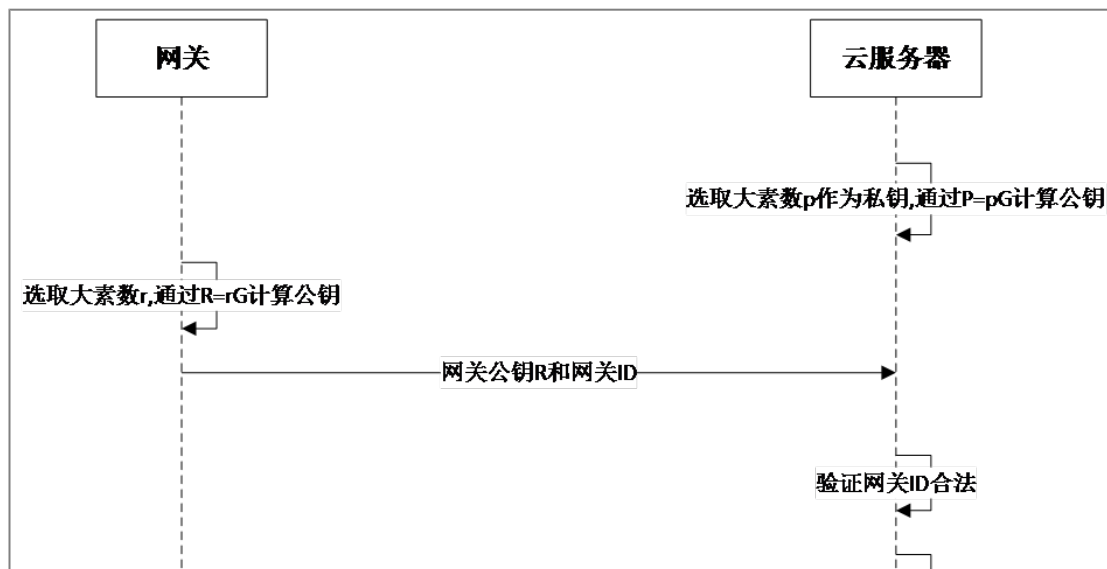 网关
云服务器
选取大素数p作为私钥,通过P=pG计算公钥
选取大素数r,通过R=rG计算公钥
网关公钥R和网关ID
验证网关ID合法